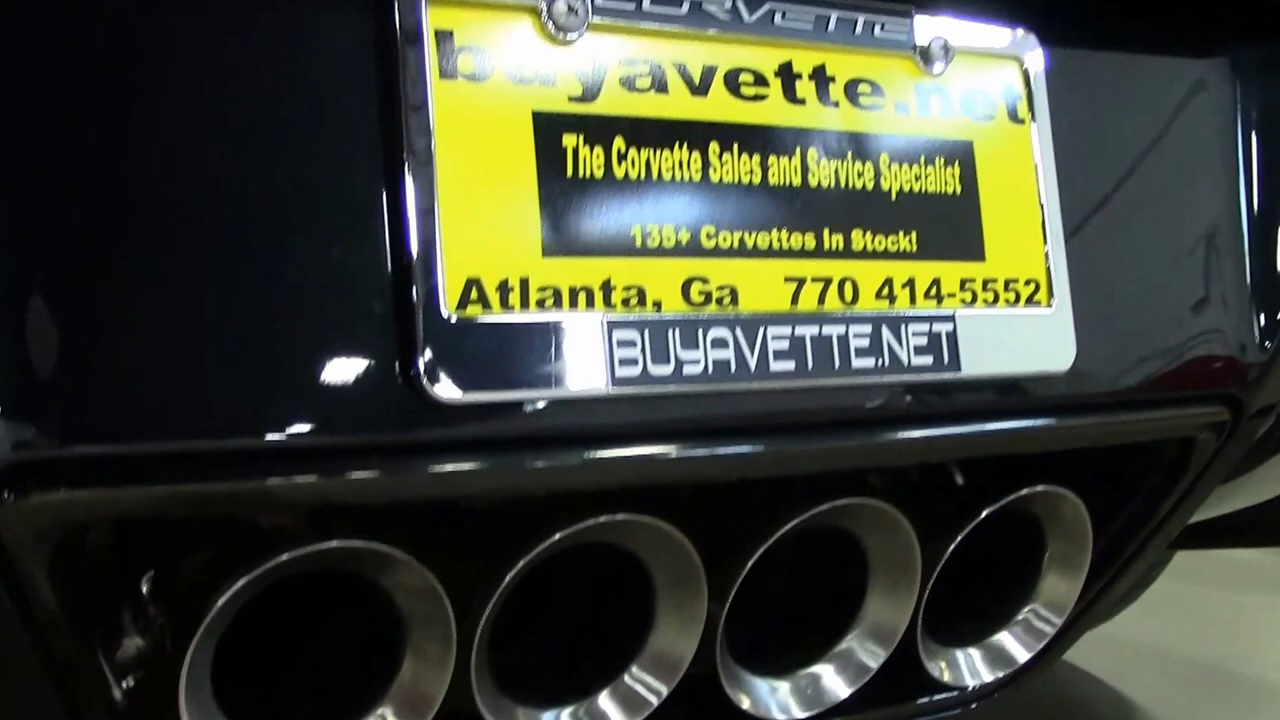 CORVETTE
buyavette.net
The Corvette Sales and Service Specialist
135+ Corvettes In Stock!
Atlanta, Ga 770 414-5552
BUYAVETTE.NET